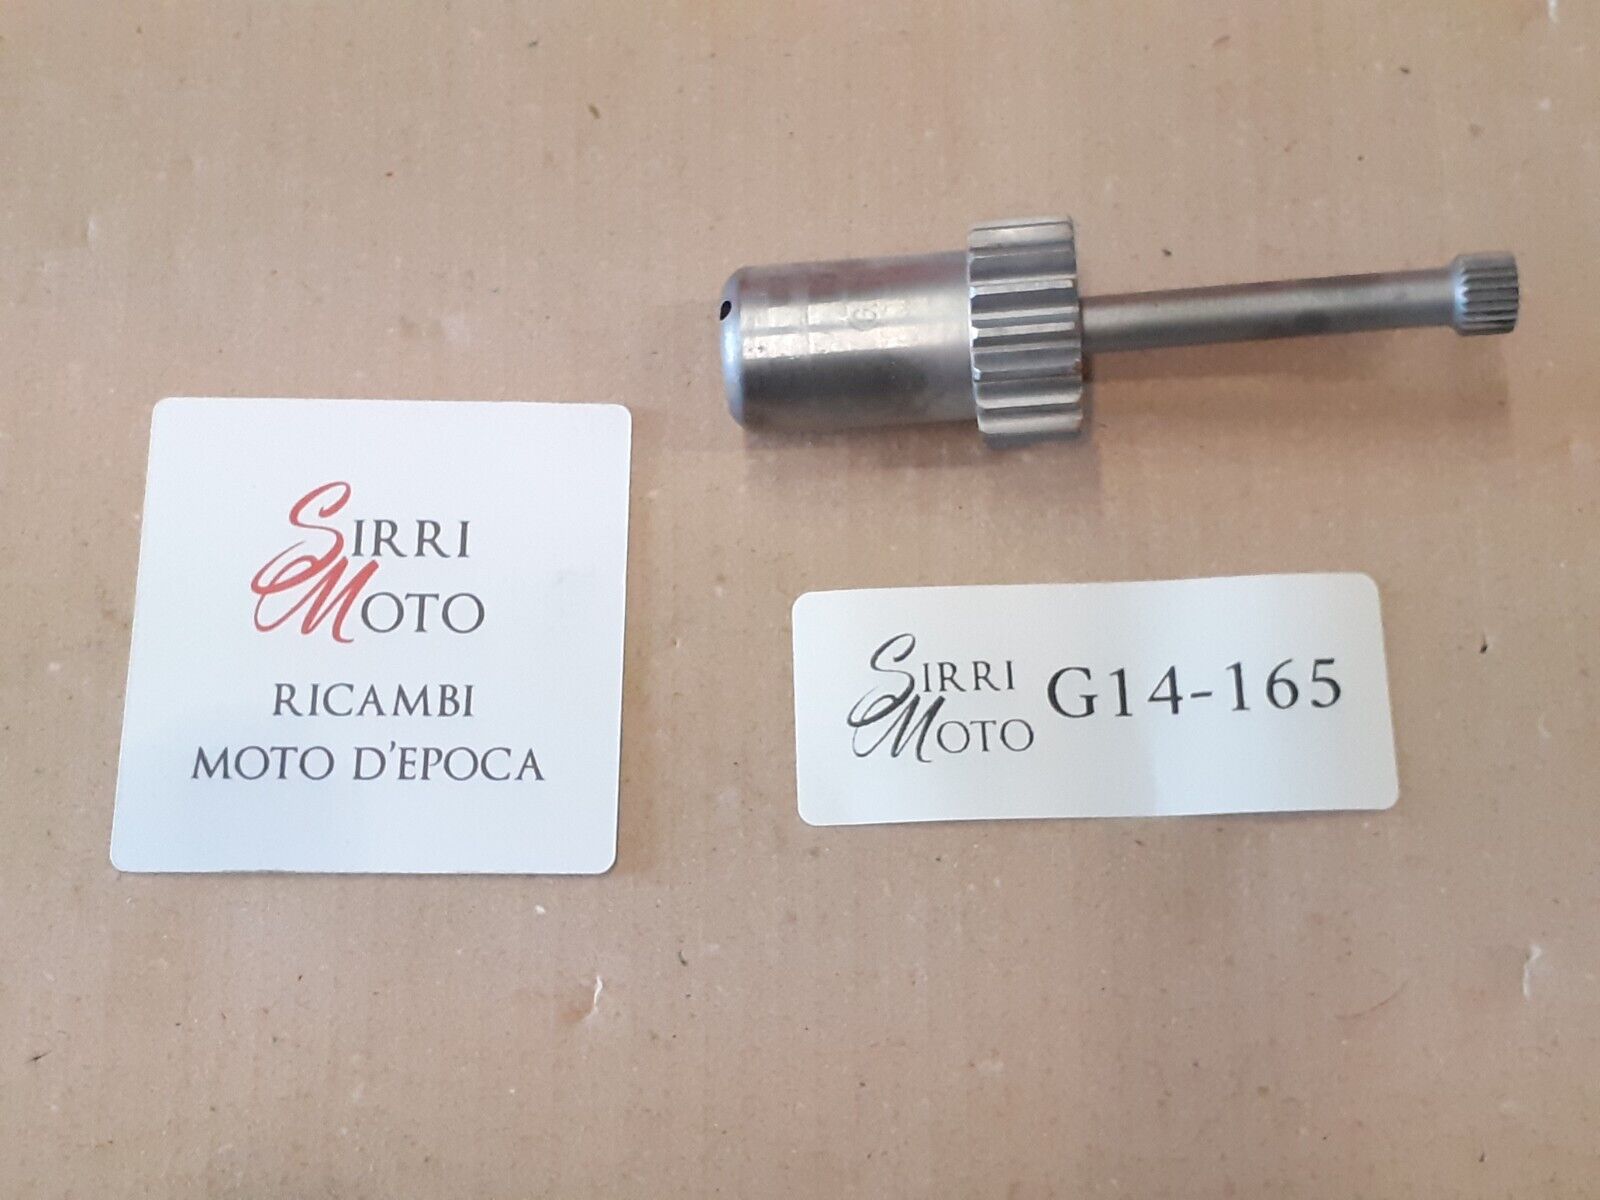 SIRRI
MOTO
RICAMBI
MOTO D'EPOCA
SIRRI
MOTO
G14-165